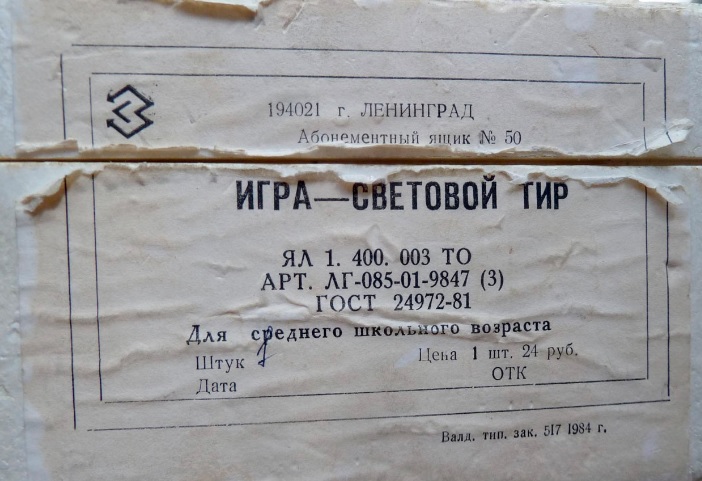 194021 г. ЛЕНИНГРАД
Абонементный ящик № 50
ИГРА—СВЕТОВОЙ ТИР
ЯЛ 1. 400. 003 ТО
АРТ. ЛГ-085-01-9847 (3)
ГОСТ 24972-81
Для среднего школьного возраста
Штук 1 Цена 1 шт. 24 руб.
Дата ОТК
Валд. тип. зак. 517 1984 г.